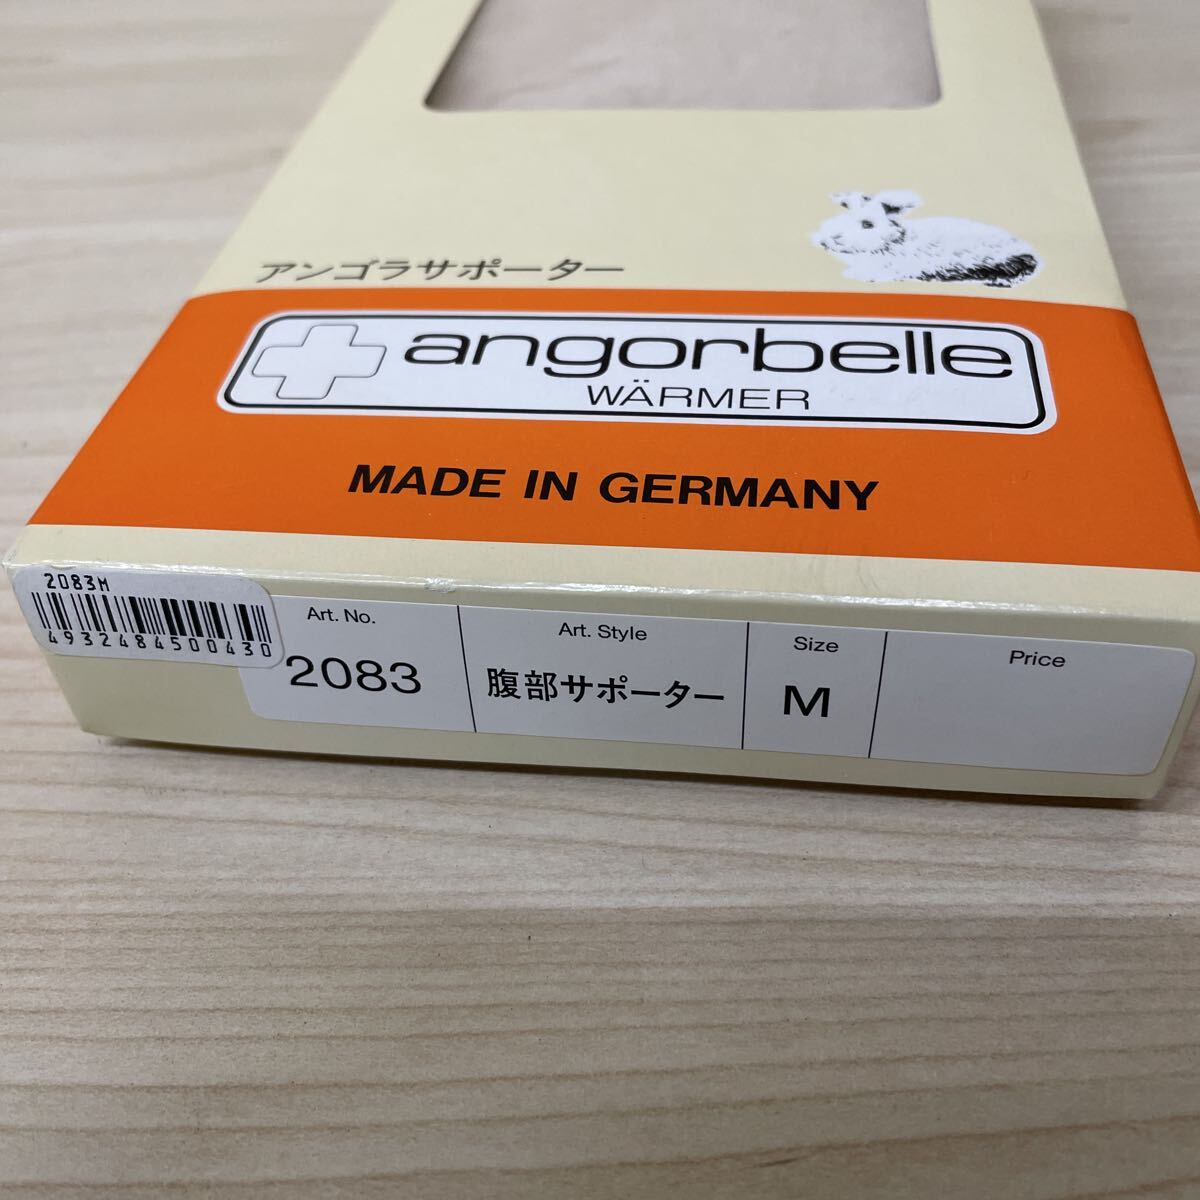 アンゴラサポーター
angorbelle
WÄRMER
MADE IN GERMANY
2083M
4932484500430
Art. No.
2083
Art. Style
腹部サポーター
Size
M
Price